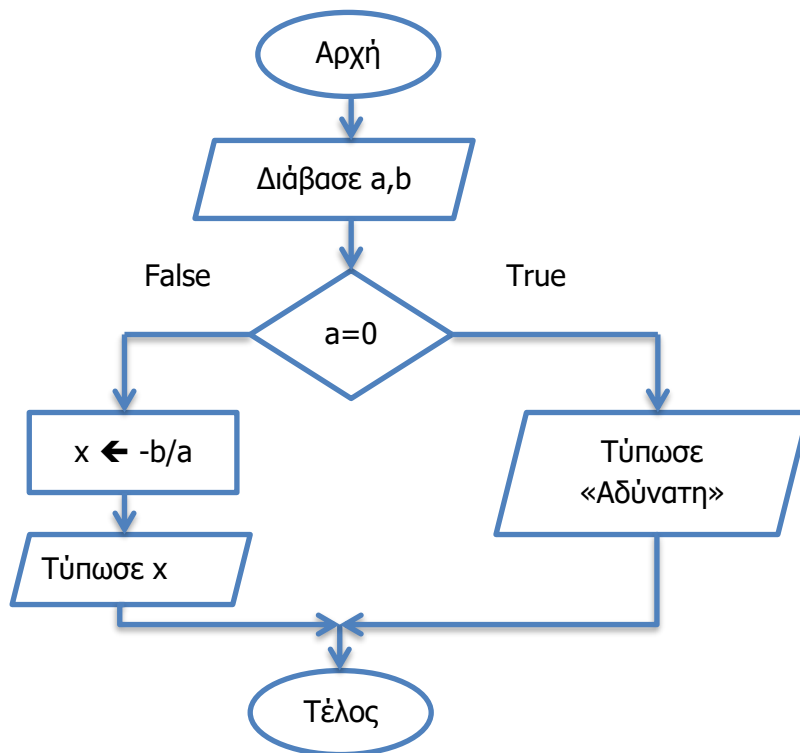 Αρχή
Διάβασε a,b
False
True
a=0
x 🡸 -b/a
Τύπωσε
«Αδύνατη»
Τύπωσε x
Τέλος